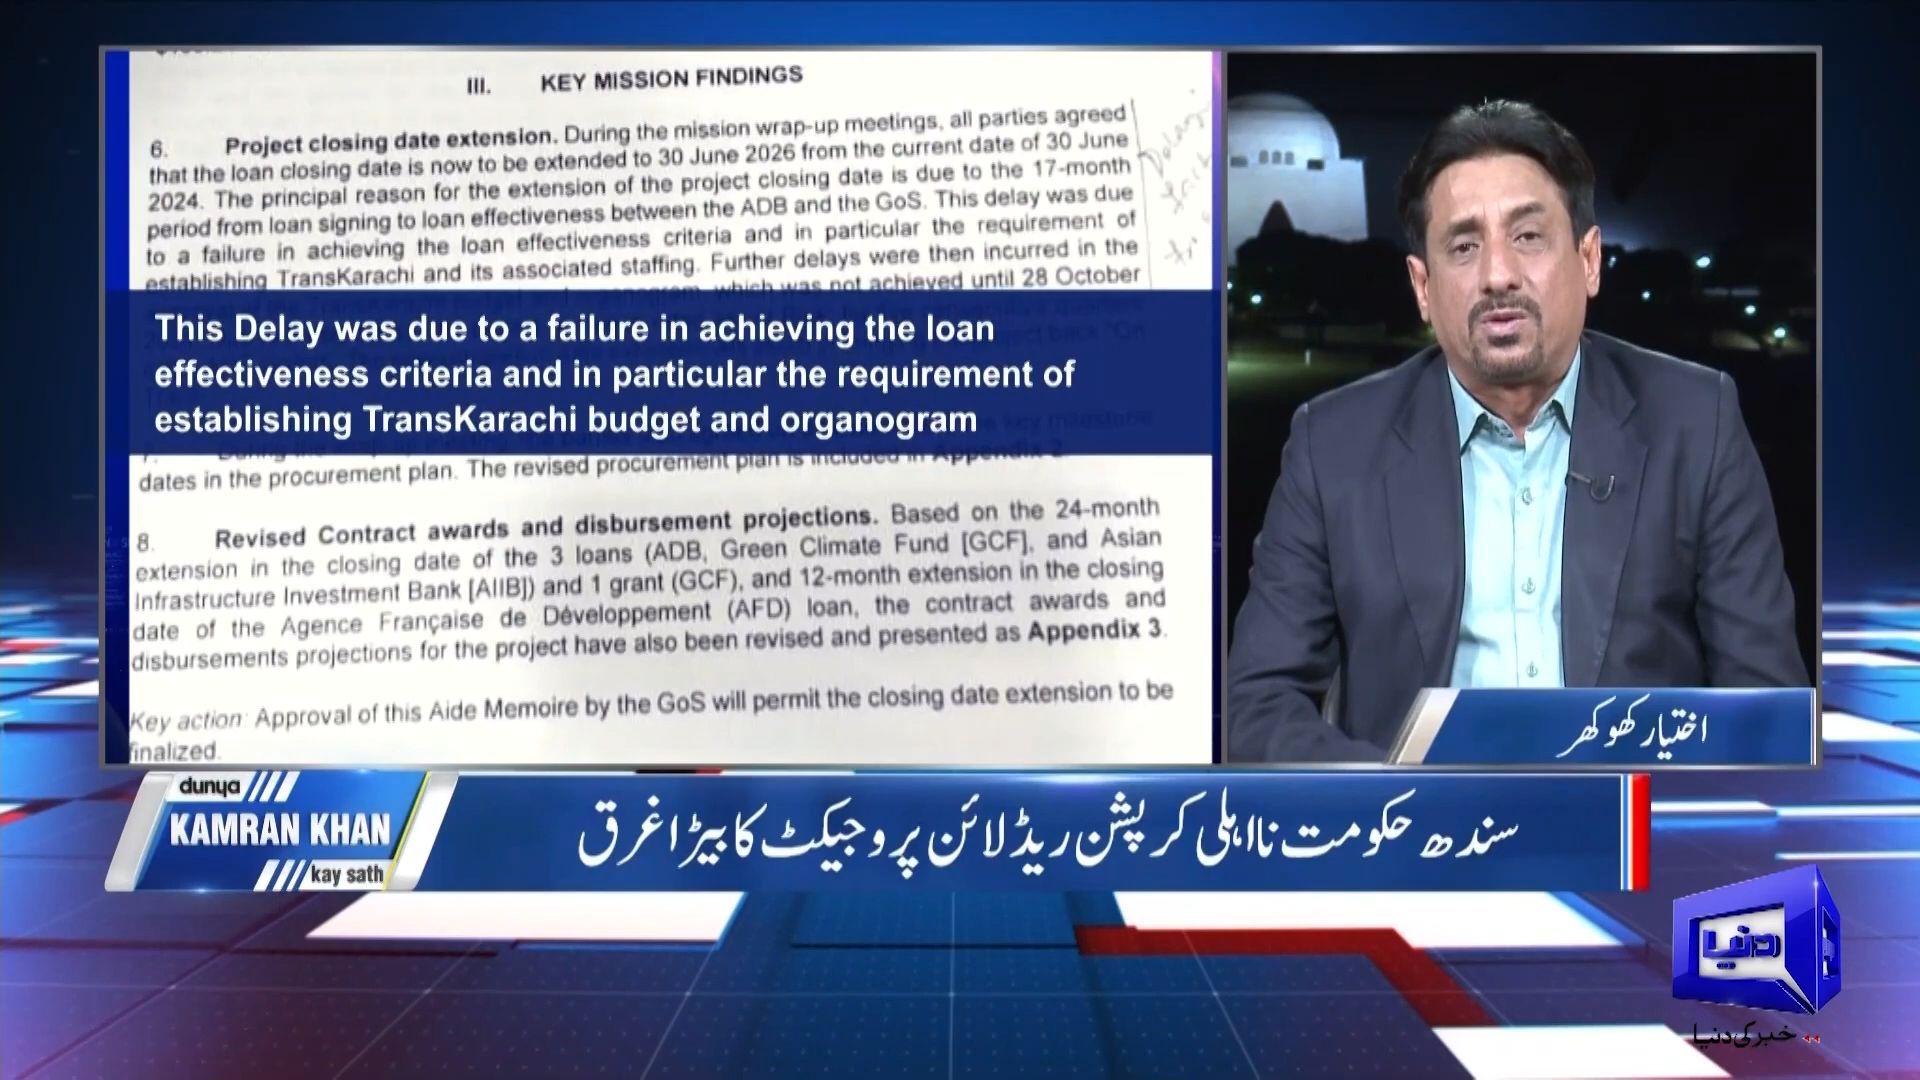 III. KEY MISSION FINDINGS
6. Project closing date extension. During the mission wrap-up meetings, all parties agreed
that the loan closing date is now to be extended to 30 June 2026 from the current date of 30 June
2024. The principal reason for the extension of the project closing date is due to the 17-month
period from loan signing to loan effectiveness between the ADB and the GoS. This delay was due
to a failure in achieving the loan effectiveness criteria and in particular the requirement of
establishing TransKarachi and its associated staffing. Further delays were then incurred in the
which was not achieved until 28 October
This Delay was due to a failure in achieving the loan
effectiveness criteria and in particular the requirement of
establishing TransKarachi budget and organogram
dates in the procurement plan. The revised procurement plan is included in Appendix 2.
8. Revised Contract awards and disbursement projections. Based on the 24-month
extension in the closing date of the 3 loans (ADB, Green Climate Fund [GCF], and Asian
Infrastructure Investment Bank [AIIB]) and 1 grant (GCF), and 12-month extension in the closing
date of the Agence Française de Développement (AFD) loan, the contract awards and
disbursements projections for the project have also been revised and presented as Appendix 3.
Key action: Approval of this Aide Memoire by the GoS will permit the closing date extension to be
finalized.
اختیار کھوکھر
dunya
KAMRAN KHAN
kay sath
سندھ حکومت نااہلی کرپشن ریڈ لائن پروجیکٹ کا بیڑا غرق
دنیا
خبر کی دنیا